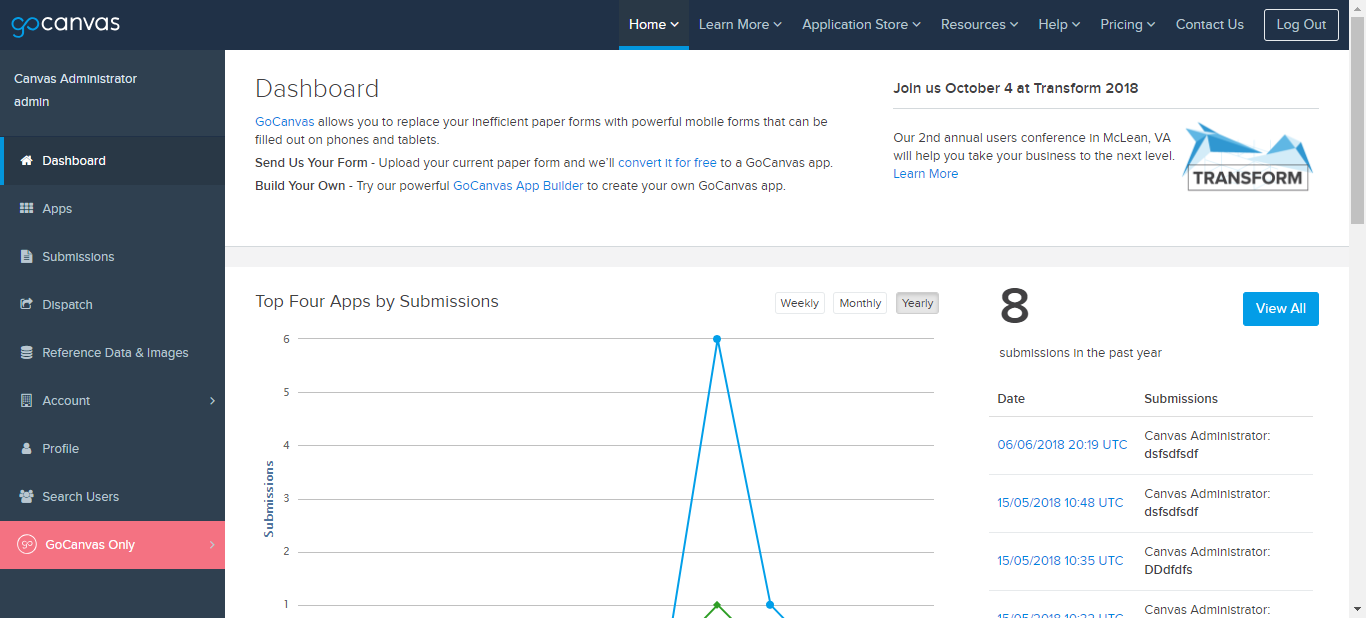 gocanvas
Home
Learn More
Application Store
Resources
Help
Pricing
Contact Us
Log Out
Canvas Administrator
admin
Dashboard
Apps
Submissions
Dispatch
Reference Data & Images
Account
Profile
Search Users
go
GoCanvas Only
Dashboard
GoCanvas allows you to replace your inefficient paper forms with powerful mobile forms that can be
filled out on phones and tablets.
Send Us Your Form - Upload your current paper form and we'll convert it for free to a GoCanvas app.
Build Your Own - Try our powerful GoCanvas App Builder to create your own GoCanvas app.
Join us October 4 at Transform 2018
Our 2nd annual users conference in McLean, VA
will help you take your business to the next level.
Learn More
TRANSFORM
Top Four Apps by Submissions
Weekly
Monthly
Yearly
Submissions
6
5
4
3
2
1
8
View All
submissions in the past year
Date Submissions
06/06/2018 20:19 UTC Canvas Administrator:
dsfsdfsdf
15/05/2018 10:48 UTC Canvas Administrator:
dsfsdfsdf
15/05/2018 10:35 UTC Canvas Administrator:
DDdfdfs
Canvas Administrator: